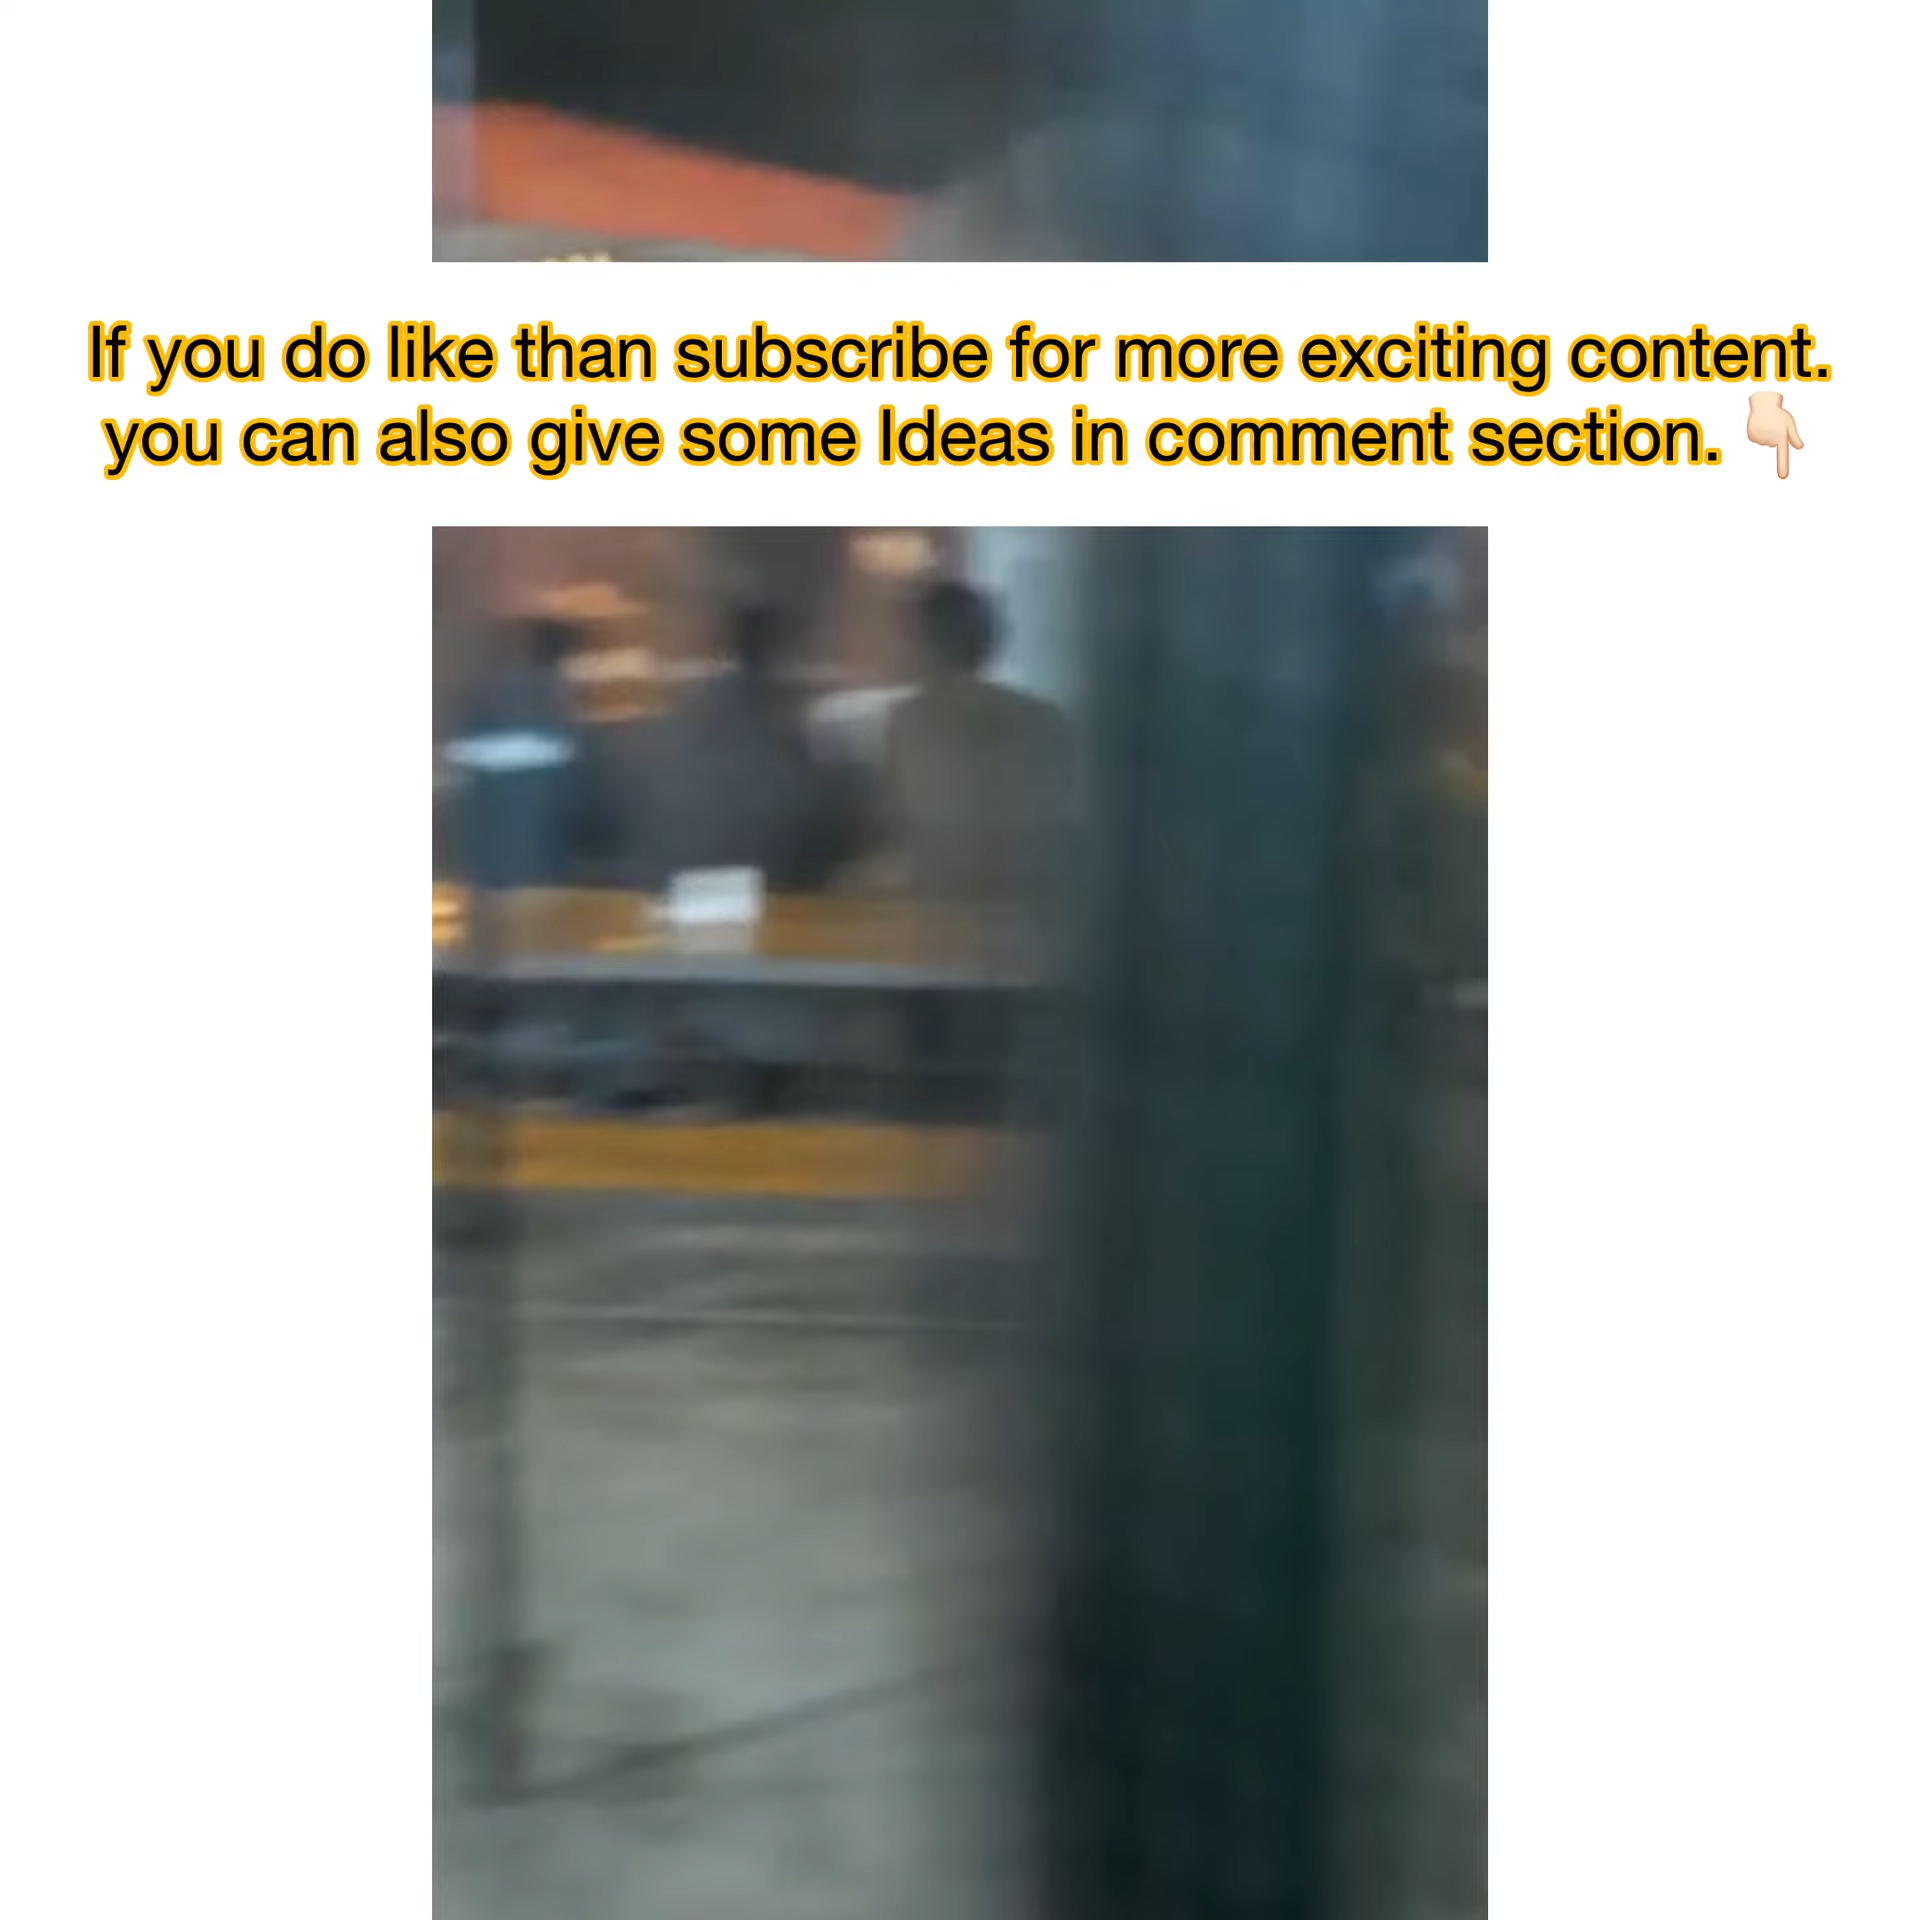 If you do like than subscribe for more exciting content.
you can also give some Ideas in comment section. 👇🏻